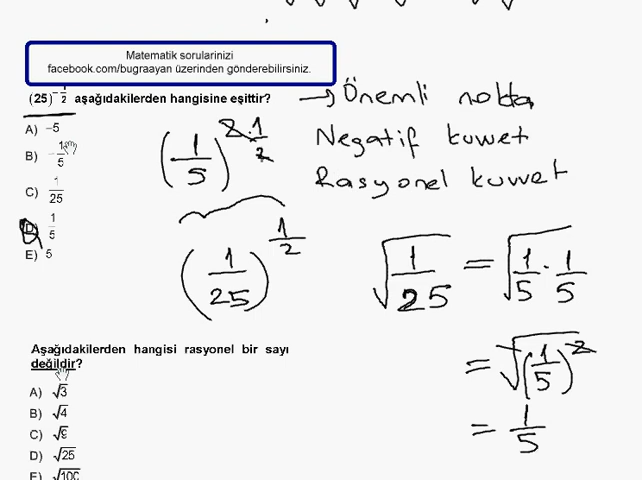 Matematik sorularinizi
facebook.com/bugraayan üzerinden gönderebilirsiniz.
(25)^-1/2 aşağıdakilerden hangisine eşittir?
A) -5
B) -1/5
C) 1/25
D) 1/5
E) 5
→ Önemli nokta
Negatif kuvvet
Rasyonel kuvvet
(1/5)^2·1/2
(1/25)^1/2
√1/25 = √1/5 · 1/5
= √(1/5)^2
= 1/5
Aşağıdakilerden hangisi rasyonel bir sayı
değildir?
A) √3
B) √4
C)
D) √25
E) √100